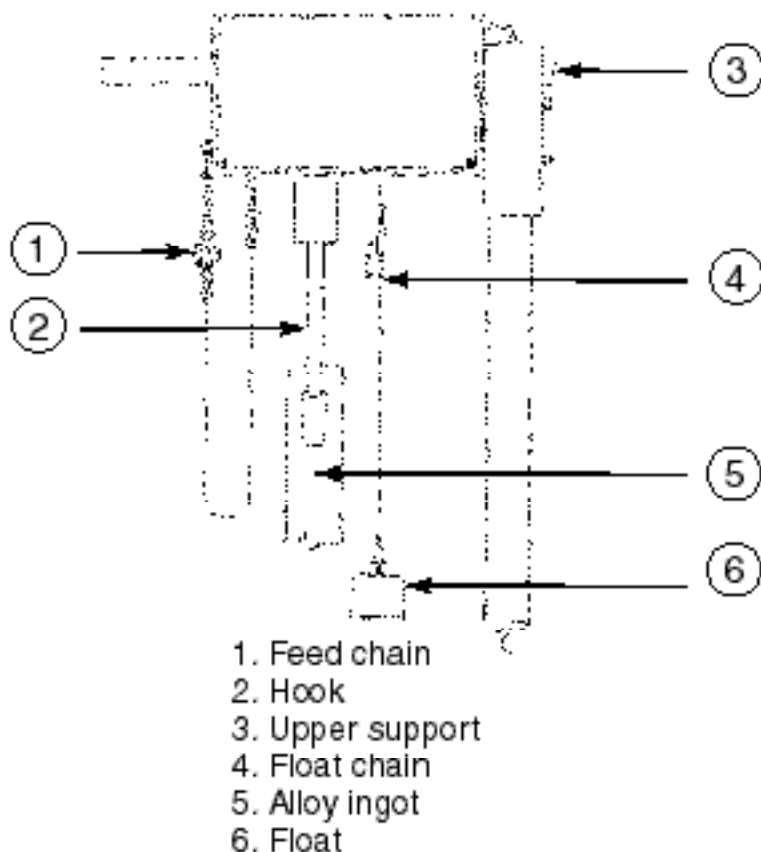 3
1
4
2
5
6
1. Feed chain
2. Hook
3. Upper support
4. Float chain
5. Alloy ingot
6. Float